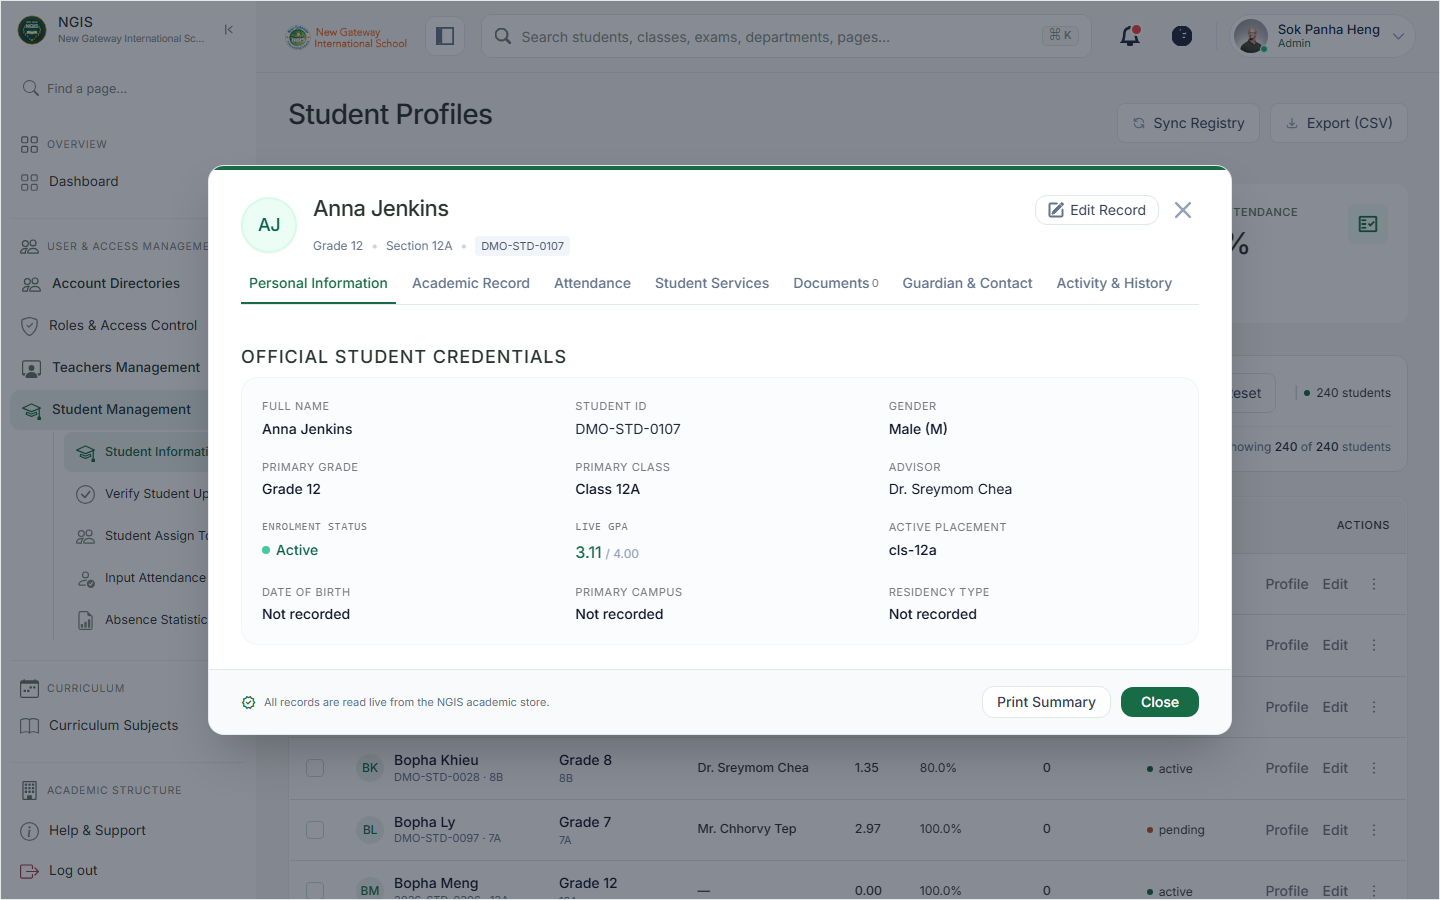 NGIS
New Gateway International Sc...
Find a page...
OVERVIEW
Dashboard
USER & ACCESS MANAGEME
Account Directories
Roles & Access Control
Teachers Management
Student Management
Student Informati
Verify Student Up
Student Assign To
Input Attendance
Absence Statistic
CURRICULUM
Curriculum Subjects
ACADEMIC STRUCTURE
Help & Support
Log out
New Gateway
International School
Search students, classes, exams, departments, pages...
⌘ K
Sok Panha Heng
Admin
Student Profiles
Sync Registry
Export (CSV)
TENDANCE
%
eset
240 students
howing 240 of 240 students
ACTIONS
Profile Edit
Profile Edit
Profile Edit
AJ
Anna Jenkins
Grade 12 • Section 12A • DMO-STD-0107
Edit Record
Personal Information
Academic Record
Attendance
Student Services
Documents 0
Guardian & Contact
Activity & History
OFFICIAL STUDENT CREDENTIALS
FULL NAME
Anna Jenkins
STUDENT ID
DMO-STD-0107
GENDER
Male (M)
PRIMARY GRADE
Grade 12
PRIMARY CLASS
Class 12A
ADVISOR
Dr. Sreymom Chea
ENROLMENT STATUS
Active
LIVE GPA
3.11 / 4.00
ACTIVE PLACEMENT
cls-12a
DATE OF BIRTH
Not recorded
PRIMARY CAMPUS
Not recorded
RESIDENCY TYPE
Not recorded
All records are read live from the NGIS academic store.
Print Summary
Close
BK
Bopha Khieu
DMO-STD-0028 · 8B
Grade 8
8B
Dr. Sreymom Chea
1.35
80.0%
0
active
Profile Edit
BL
Bopha Ly
DMO-STD-0097 · 7A
Grade 7
7A
Mr. Chhorvy Tep
2.97
100.0%
0
pending
Profile Edit
BM
Bopha Meng
Grade 12
—
0.00
100.0%
0
active
Profile Edit